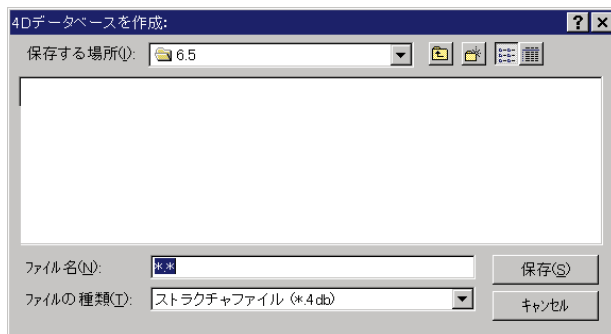 4Dデータベースを作成:
保存する場所(I): 6.5
ファイル名(N): *.*
保存(S)
ファイルの種類(T): ストラクチャファイル (*.4db)
キャンセル